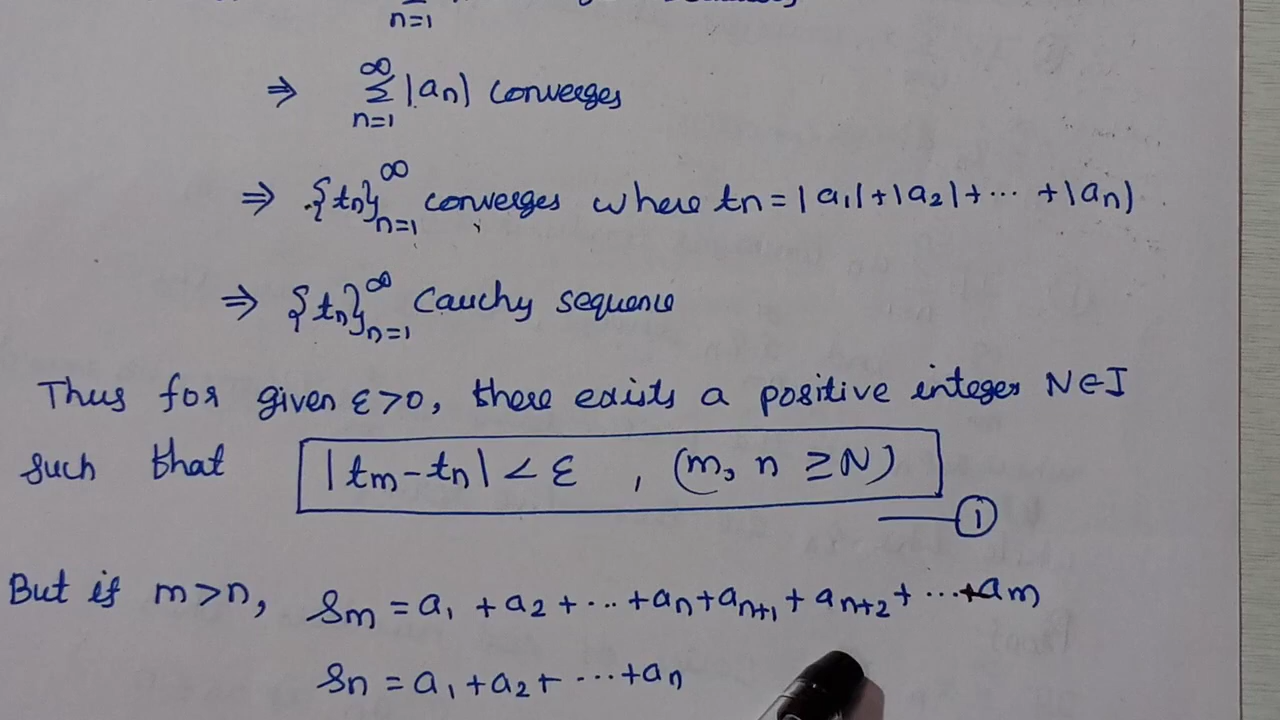 n=1
⇒ ∞ Σ n=1 |an| converges
⇒ {tn}∞n=1 converges where tn = |a1|+|a2|+ ··· +|an|
⇒ {tn}∞n=1 Cauchy sequence
Thus for given ε>0, there exists a positive integer N∈I
such that |tm-tn| < ε , (m, n ≥N)
①
But if m>n, Sm = a1 +a2 + ··· +an+an+1 + an+2+ ···+am
Sn = a1 +a2+ ···+an